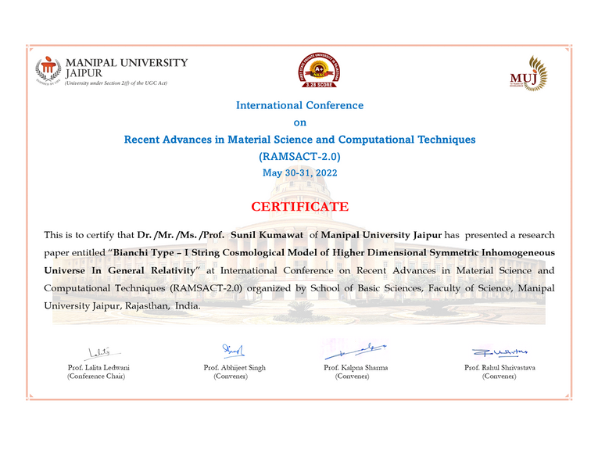 MANIPAL UNIVERSITY
JAIPUR
(University under Section 2(f) of the UGC Act)
A+
3.28 SCORE
MUJ
International Conference
on
Recent Advances in Material Science and Computational Techniques
(RAMSACT-2.0)
May 30-31, 2022
CERTIFICATE
This is to certify that Dr. /Mr. /Ms. /Prof. Sunil Kumawat of Manipal University Jaipur has presented a research
paper entitled “Bianchi Type – I String Cosmological Model of Higher Dimensional Symmetric Inhomogeneous
Universe In General Relativity” at International Conference on Recent Advances in Material Science and
Computational Techniques (RAMSACT-2.0) organized by School of Basic Sciences, Faculty of Science, Manipal
University Jaipur, Rajasthan, India.
Lalita
Prof. Lalita Ledwani
(Conference Chair)
Prof. Abhijeet Singh
(Convener)
Prof. Kalpna Sharma
(Convener)
Prof. Rahul Shrivastava
(Convener)